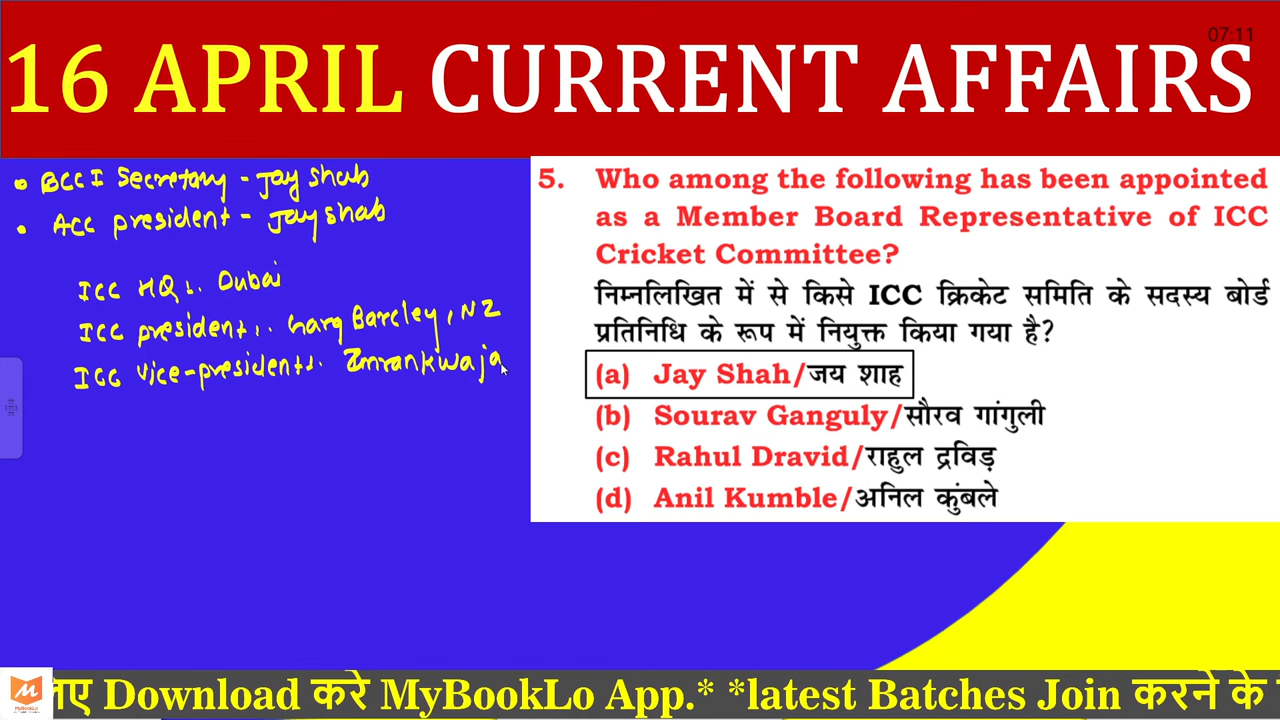 07:11
16 APRIL CURRENT AFFAIRS
• BCCI Secretary - Jay Shah
• ACC president - Jay shah
ICC HQ:. Dubai
ICC president:. Garg Barcley, NZ
ICC Vice-president:. Imrankwaja
5. Who among the following has been appointed
as a Member Board Representative of ICC
Cricket Committee?
निम्नलिखित में से किसे ICC क्रिकेट समिति के सदस्य बोर्ड
प्रतिनिधि के रूप में नियुक्त किया गया है?
(a) Jay Shah/जय शाह
(b) Sourav Ganguly/सौरव गांगुली
(c) Rahul Dravid/राहुल द्रविड़
(d) Anil Kumble/अनिल कुंबले
MyBookLo
लिए Download करे MyBookLo App.* *latest Batches Join करने के